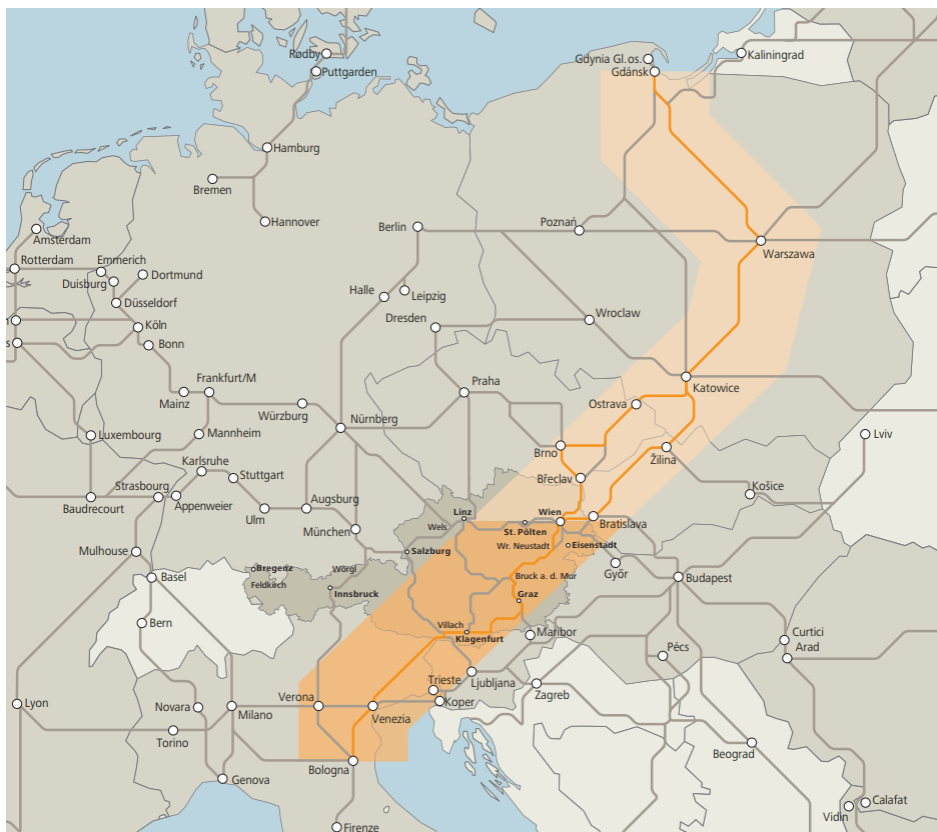 Rødby
Puttgarden
Gdynia Gl.os.
Gdánsk
Kaliningrad
Hamburg
Bremen
Hannover
Berlin
Poznań
Warszawa
Amsterdam
Rotterdam
Emmerich
Duisburg
Dortmund
Düsseldorf
Halle
Leipzig
Dresden
Wroclaw
Köln
Bonn
Frankfurt/M
Mainz
Würzburg
Nürnberg
Praha
Katowice
Ostrava
Luxembourg
Mannheim
Brno
Žilina
Lviv
Karlsruhe
Stuttgart
Strasbourg
Appenweier
Baudrecourt
Ulm
Augsburg
München
Břeclav
Košice
Linz
Wels
St. Pölten
Wien
Bratislava
Wr. Neustadt
Eisenstadt
Salzburg
Mulhouse
Basel
Bregenz
Feldkirch
Wörgl
Innsbruck
Bruck a. d. Mur
Győr
Budapest
Graz
Bern
Villach
Klagenfurt
Maribor
Pécs
Curtici
Arad
Lyon
Novara
Torino
Milano
Verona
Venezia
Trieste
Koper
Ljubljana
Zagreb
Beograd
Bologna
Genova
Firenze
Vidin
Calafat